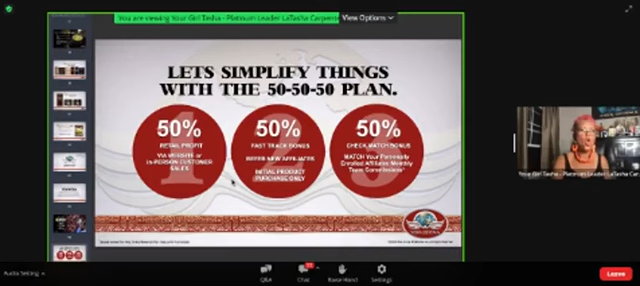 You are viewing Your Girl Tasha - Platinum Leader LaTasha Carpente
View Options
LETS SIMPLIFY THINGS
WITH THE 50-50-50 PLAN.
50%
RETAIL PROFIT
VIA WEBSITE or
in-PERSON CUSTOMER
SALES
50%
FAST TRACK BONUS
REFER NEW AFFILIATES
INITIAL PRODUCT
PURCHASE ONLY
50%
CHECK MATCH BONUS
MATCH Your Personally
Enrolled Affiliates Monthly
Team Commissions*
Your Girl Tasha - Platinum Leader LaTasha Carpen
Audio Setting
Q&A
Chat
Raise Hand
Settings
Leave